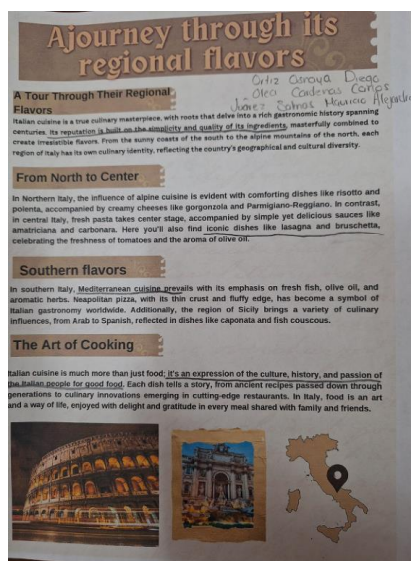 Ajourney through its
regional flavors
Ortiz Diego
Olea Cardenas Carlos
Juarez Mauricio
A Tour Through Their Regional
Flavors
Italian cuisine is a true culinary masterpiece, with roots that delve into a rich gastronomic history spanning
centuries. Its reputation is built on the simplicity and quality of its ingredients, masterfully combined to
create irresistible flavors. From the sunny coasts of the south to the alpine mountains of the north, each
region of Italy has its own culinary identity, reflecting the country's geographical and cultural diversity.
From North to Center
In Northern Italy, the influence of alpine cuisine is evident with comforting dishes like risotto and
polenta, accompanied by creamy cheeses like gorgonzola and Parmigiano-Reggiano. In contrast,
in central Italy, fresh pasta takes center stage, accompanied by simple yet delicious sauces like
amatriciana and carbonara. Here you'll also find iconic dishes like lasagna and bruschetta,
celebrating the freshness of tomatoes and the aroma of olive oil.
Southern flavors
In southern Italy, Mediterranean cuisine prevails with its emphasis on fresh fish, olive oil, and
aromatic herbs. Neapolitan pizza, with its thin crust and fluffy edge, has become a symbol of
Italian gastronomy worldwide. Additionally, the region of Sicily brings a variety of culinary
influences, from Arab to Spanish, reflected in dishes like caponata and fish couscous.
The Art of Cooking
Italian cuisine is much more than just food; it's an expression of the culture, history, and passion of
the Italian people for good food. Each dish tells a story, from ancient recipes passed down through
generations to culinary innovations emerging in cutting-edge restaurants. In Italy, food is an art
and a way of life, enjoyed with delight and gratitude in every meal shared with family and friends.